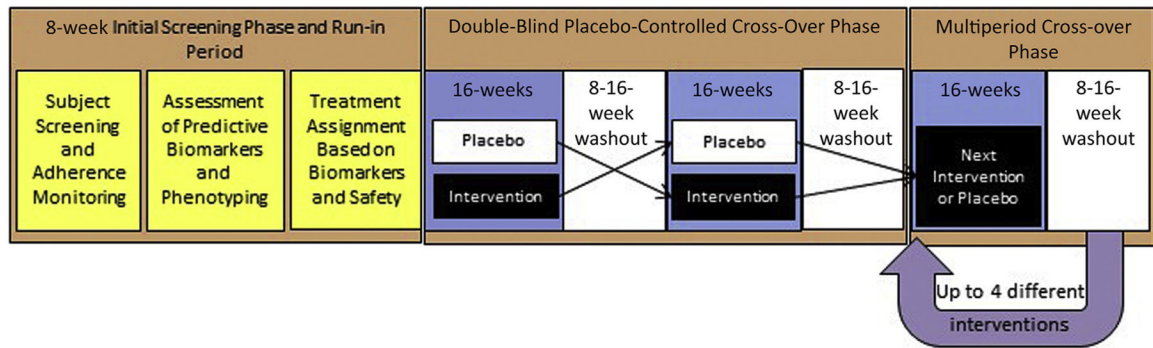 8-week Initial Screening Phase and Run-in
Period
Subject
Screening
and
Adherence
Monitoring
Assessment
of Predictive
Biomarkers
and
Phenotyping
Treatment
Assignment
Based on
Biomarkers
and Safety
Double-Blind Placebo-Controlled Cross-Over Phase
16-weeks
Placebo
Intervention
8-16-
week
washout
16-weeks
Placebo
Intervention
8-16-
week
washout
Multiperiod Cross-over
Phase
16-weeks
Next
Intervention
or Placebo
8-16-
week
washout
Up to 4 different
interventions